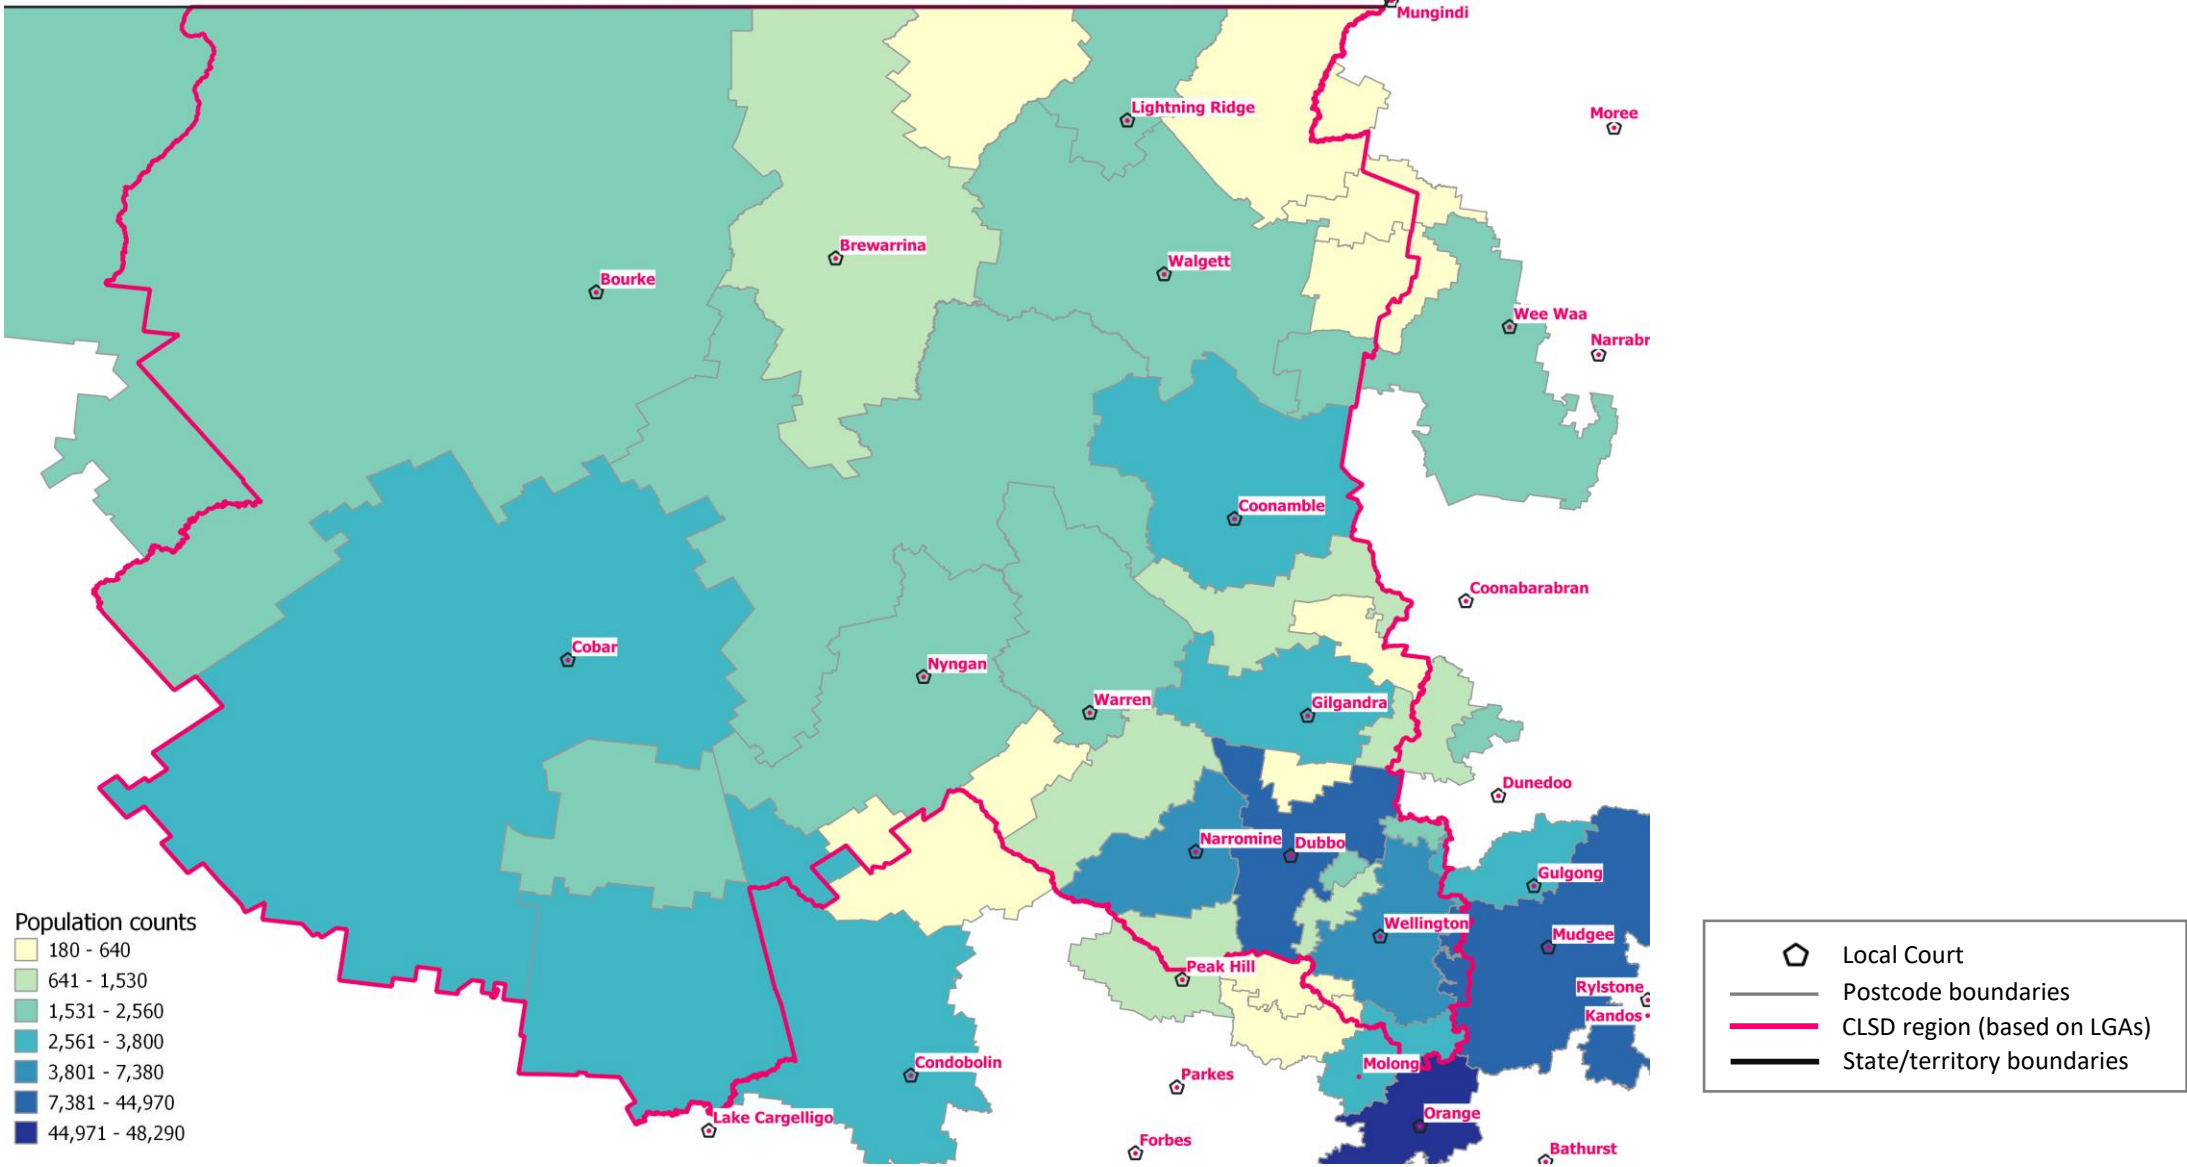 Mungindi
Lightning Ridge
Moree
Brewarrina
Walgett
Bourke
Wee Waa
Narrabr
Coonamble
Coonabarabran
Cobar
Nyngan
Warren
Gilgandra
Dunedoo
Narromine
Dubbo
Gulgong
Wellington
Mudgee
Peak Hill
Rylstone
Kandos
Condobolin
Molong
Parkes
Lake Cargelligo
Orange
Forbes
Bathurst
Population counts
180 - 640
641 - 1,530
1,531 - 2,560
2,561 - 3,800
3,801 - 7,380
7,381 - 44,970
44,971 - 48,290
Local Court
Postcode boundaries
CLSD region (based on LGAs)
State/territory boundaries